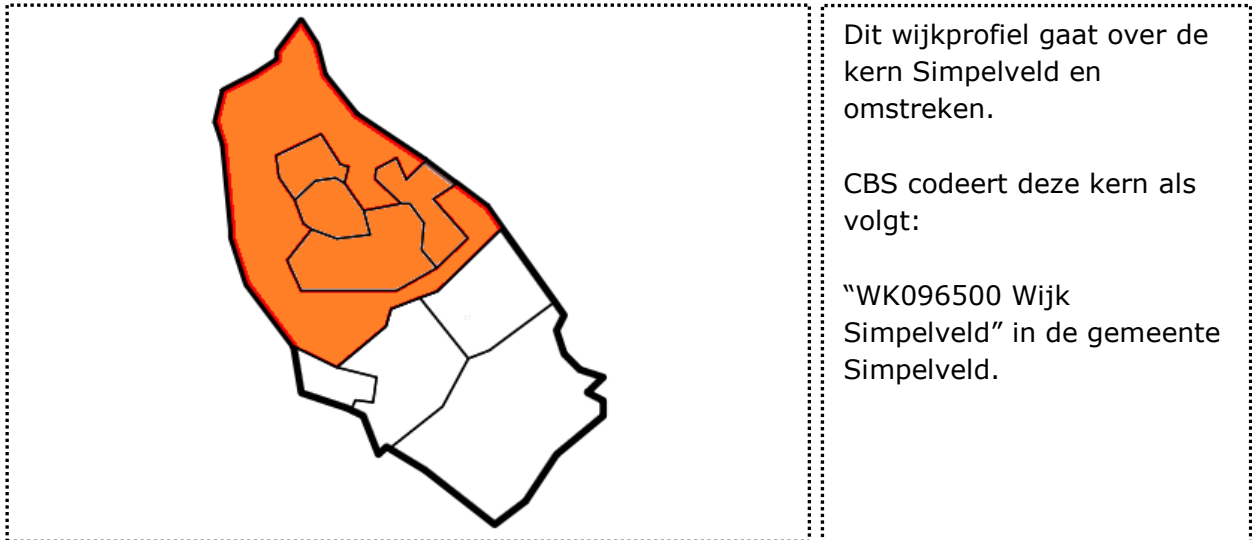 Dit wijkprofiel gaat over de
kern Simpelveld en
omstreken.
CBS codeert deze kern als
volgt:
“WK096500 Wijk
Simpelveld” in de gemeente
Simpelveld.